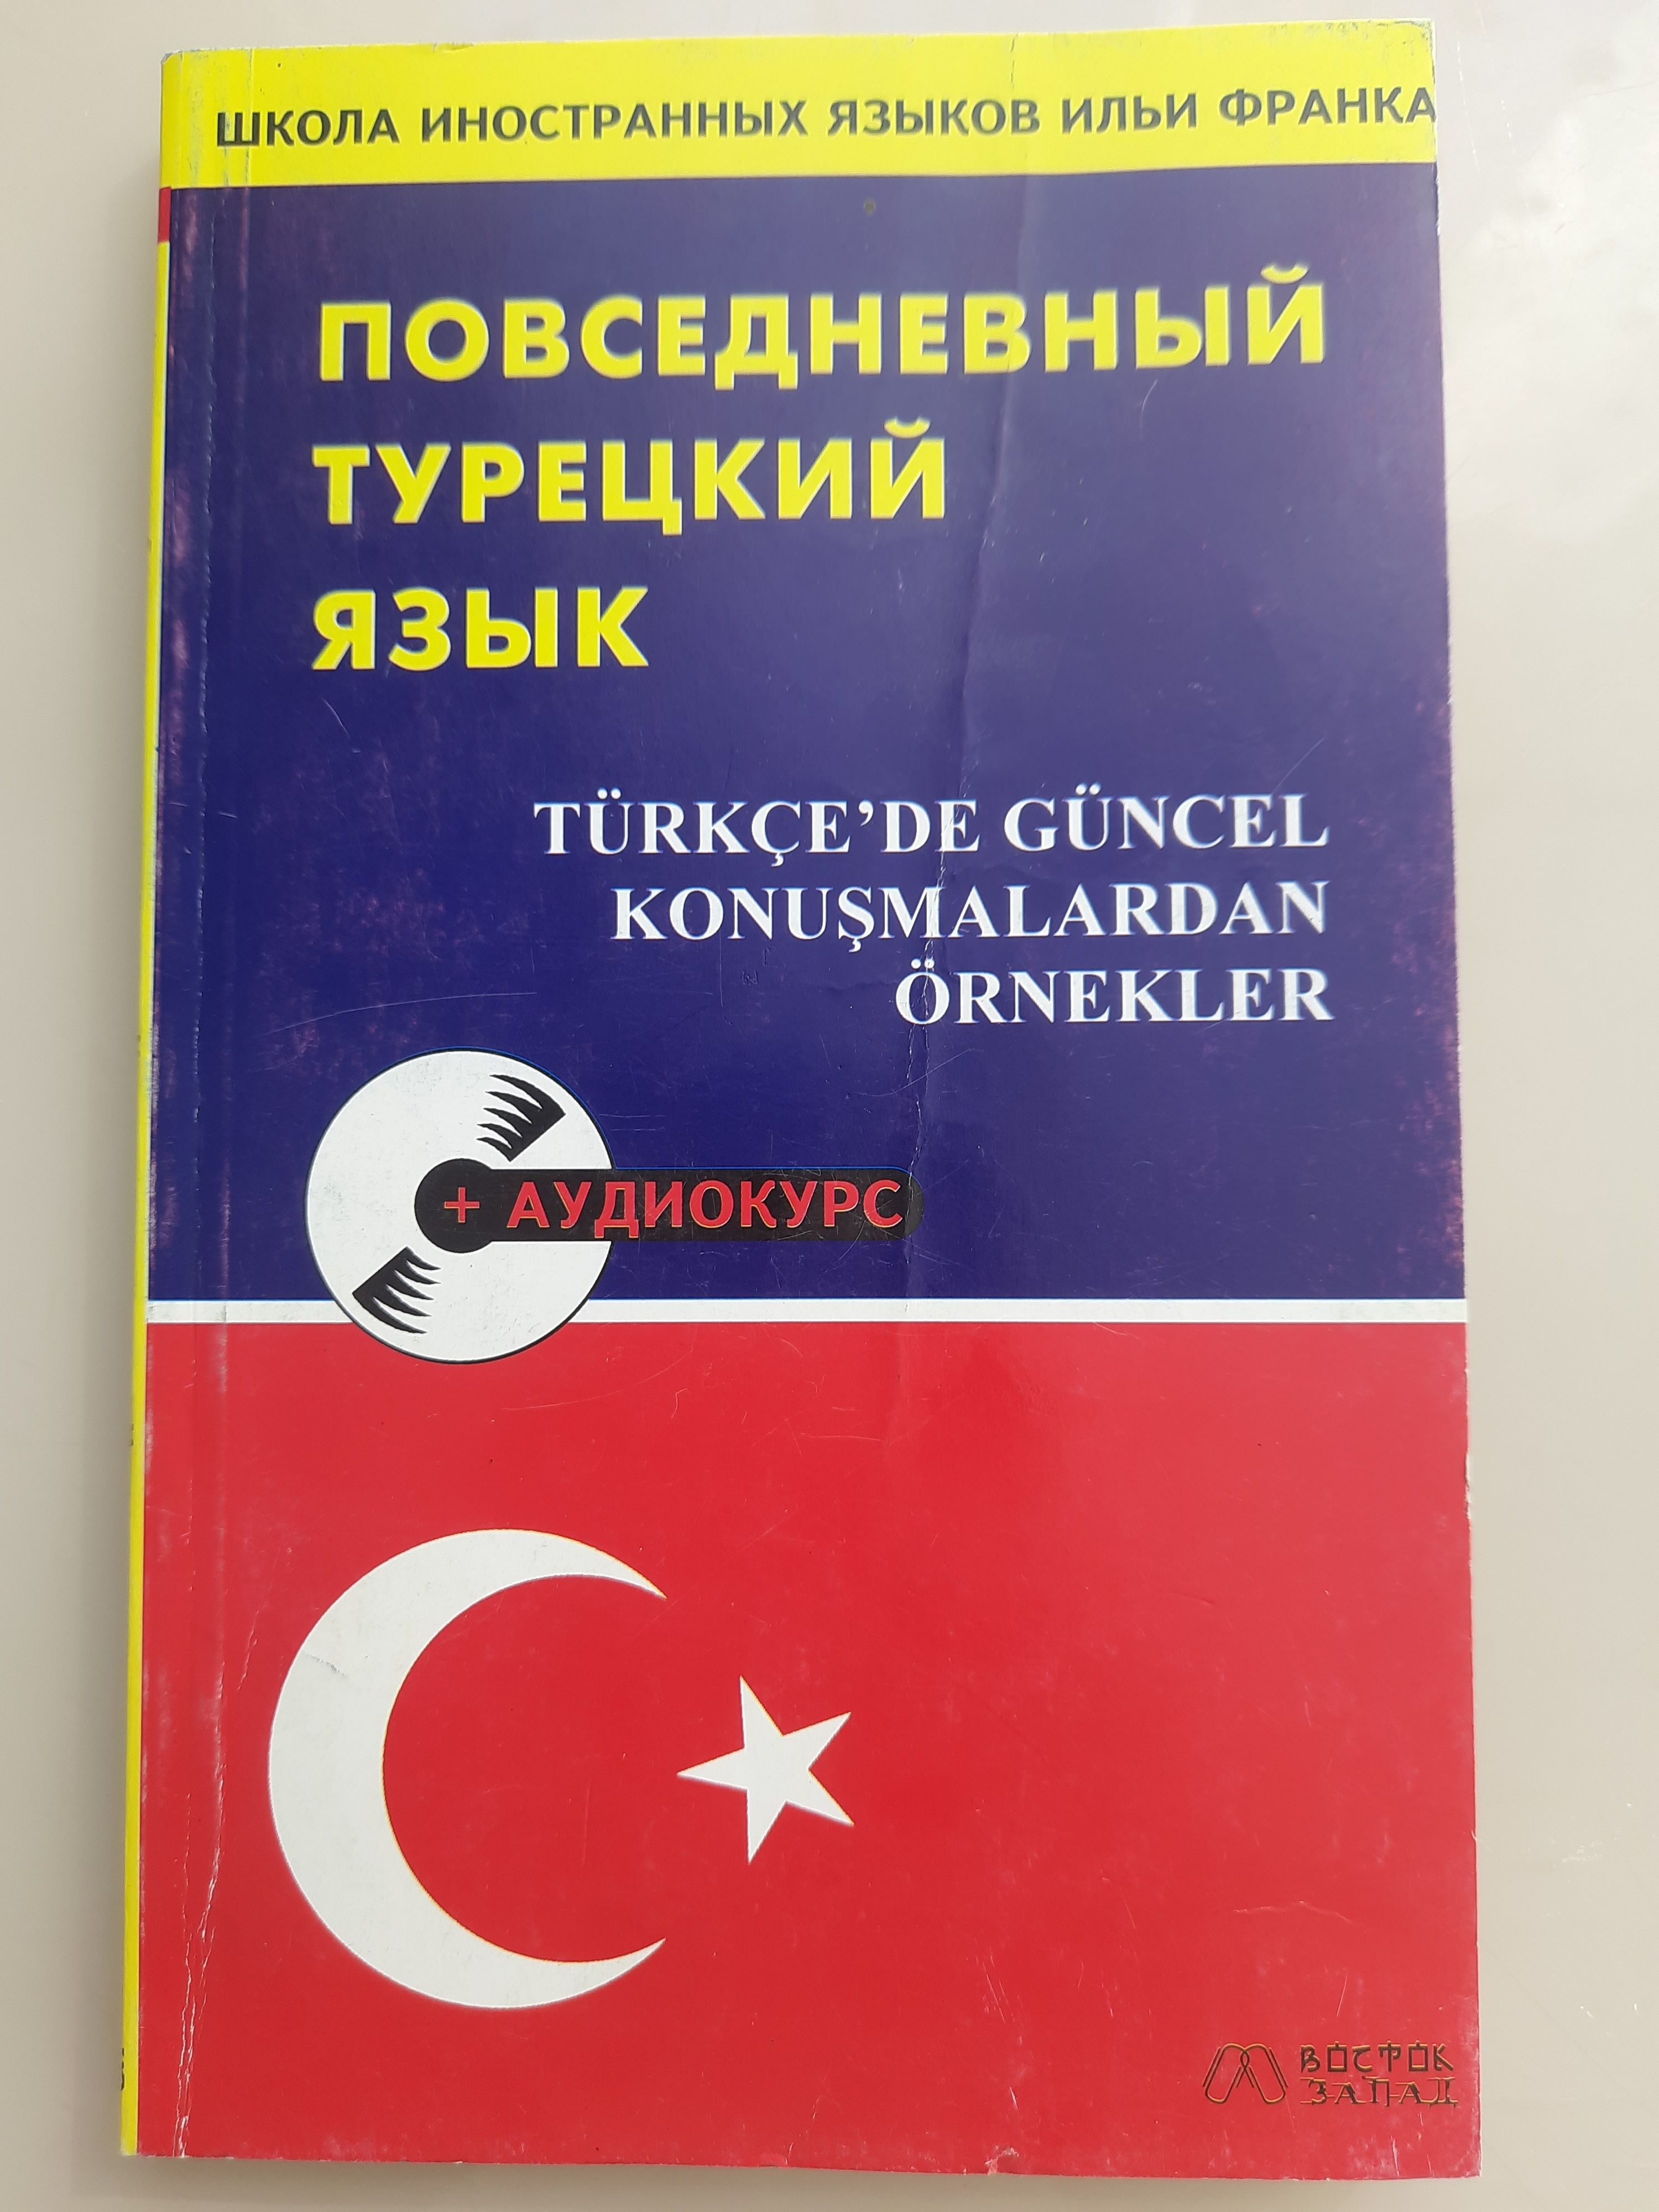 ШКОЛА ИНОСТРАННЫХ ЯЗЫКОВ ИЛЬИ ФРАНКА
ПОВСЕДНЕВНЫЙ
ТУРЕЦКИЙ
ЯЗЫК
TÜRKÇE’DE GÜNCEL
KONUŞMALARDAN
ÖRNEKLER
+ АУДИОКУРС
ВОСТОК
ЗАПАД